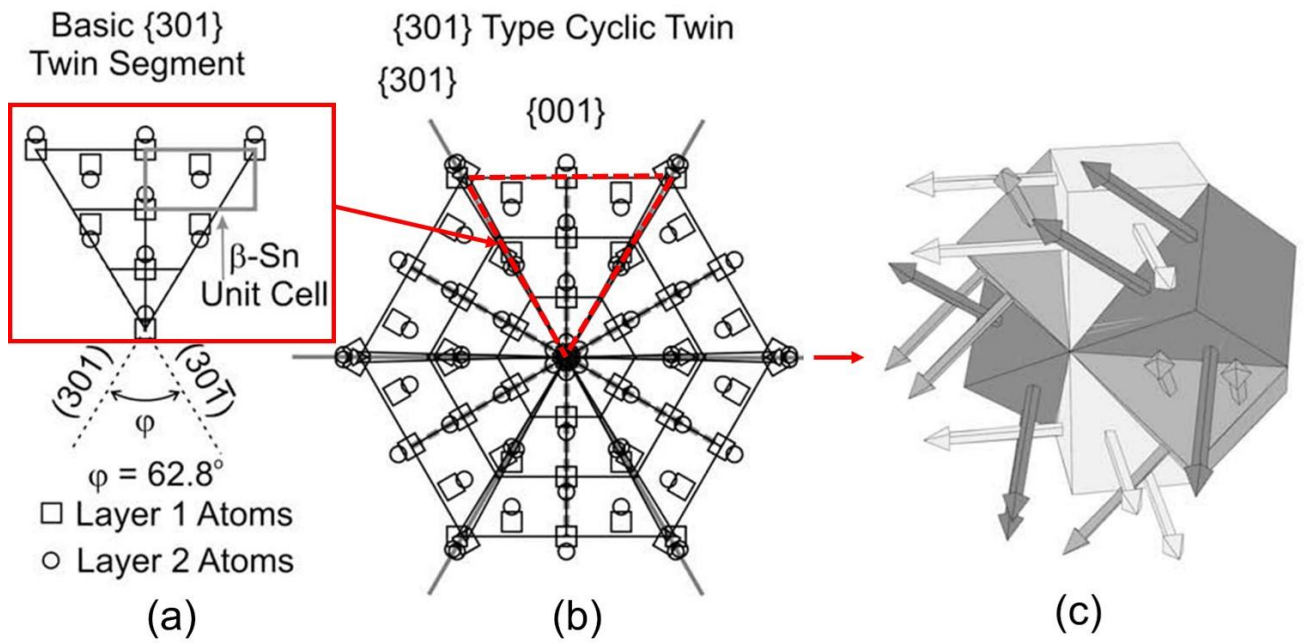 Basic {301}
Twin Segment
{301} Type Cyclic Twin
{301}
{001}
β-Sn
Unit Cell
(301)
(301̄)
φ
φ = 62.8°
□ Layer 1 Atoms
○ Layer 2 Atoms
(a)
(b)
(c)